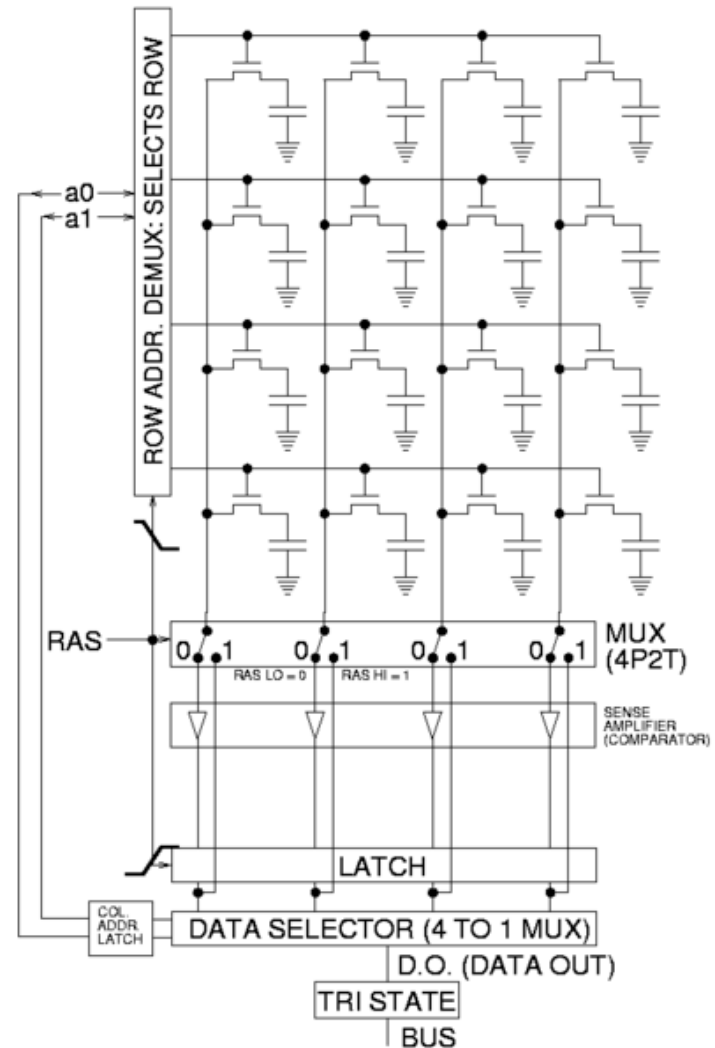 ROW ADDR. DEMUX: SELECTS ROW
a0
a1
RAS
0 1
0 1
0 1
0 1
MUX
(4P2T)
RAS LO = 0
RAS HI = 1
SENSE
AMPLIFIER
(COMPARATOR)
LATCH
COL.
ADDR.
LATCH
DATA SELECTOR (4 TO 1 MUX)
D.O. (DATA OUT)
TRI STATE
BUS